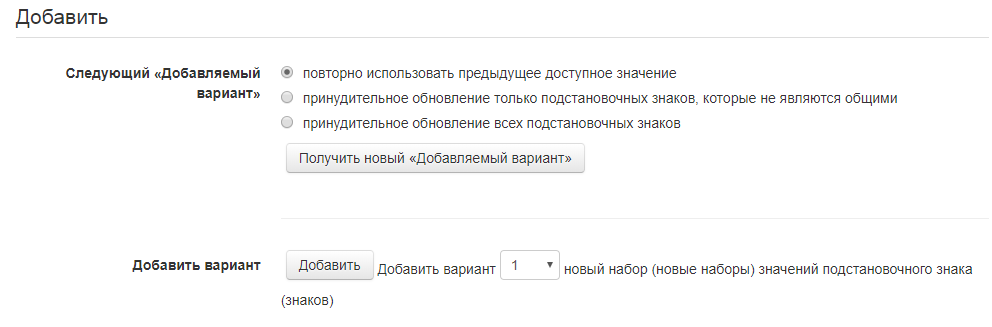 Добавить
Следующий «Добавляемый
вариант»
повторно использовать предыдущее доступное значение
принудительное обновление только подстановочных знаков, которые не являются общими
принудительное обновление всех подстановочных знаков
Получить новый «Добавляемый вариант»
Добавить вариант
Добавить Добавить вариант 1 новый набор (новые наборы) значений подстановочного знака
(знаков)